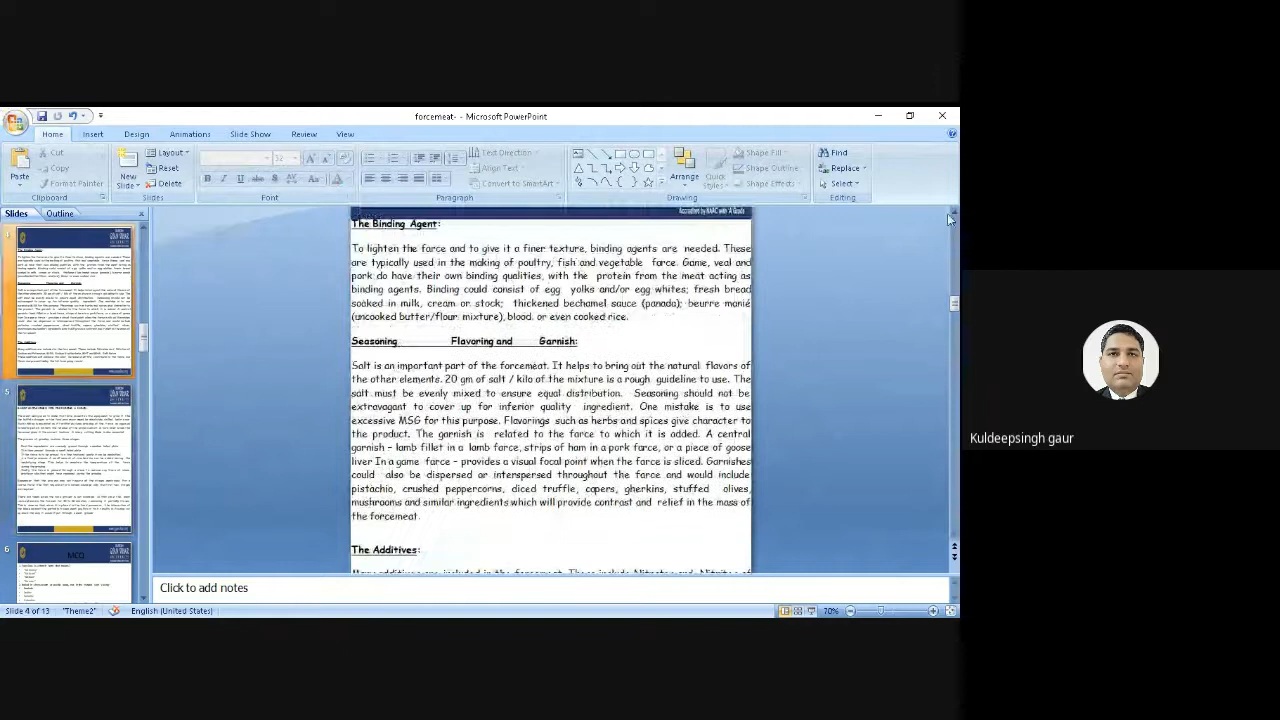 forcemeat- - Microsoft PowerPoint
Home Insert Design Animations Slide Show Review View
Paste
Cut
Copy
Format Painter
Clipboard
New Slide
Layout
Reset
Delete
Slides
32
Font
Text Direction
Align Text
Convert to SmartArt
Paragraph
Arrange
Quick Styles
Shape Fill
Shape Outline
Shape Effects
Drawing
Find
Replace
Select
Editing
Slides Outline
5
6
MCQ
Accredited by NAAC with 'A' Grade
The Binding Agent:
To lighten the farce and to give it a finer texture, binding agents are needed. These
are typically used in the binding of poultry, fish and vegetable farce. Game, veal and
pork do have their own binding qualities, with the protein from the meat acting as
binding agents. Binding could consist of egg yolks and/or egg whites; fresh bread
soaked in milk, cream or stock; thickened bechamel sauce (panada); beurre manié
(uncooked butter/flour mixture), blood, or even cooked rice.
Seasoning Flavoring and Garnish:
Salt is an important part of the forcemeat. It helps to bring out the natural flavors of
the other elements. 20 gm of salt / kilo of the mixture is a rough guideline to use. The
salt must be evenly mixed to ensure equal distribution. Seasoning should not be
extravagant to cover up for inferior quality ingredient. One mistake is to use
excessive MSG for this reason. Flavorings such as herbs and spices give character to
the product. The garnish is related to the force to which it is added. A central
garnish – lamb fillet in a lamb force, strips of ham in a pork farce, or a piece of goose
liver In a game farce – provides a visual focal point when the force is sliced. Garnishes
could also be dispersed or interspersed throughout the force and would include
pistachio, crushed peppercorns, diced truffle, capers, gherkins, stuffed olives,
mushrooms and similar ingredients which will provide contrast and relief in the mass of
the forcemeat.
The Additives:
Click to add notes
Slide 4 of 13 "Theme2" English (United States) 70%
Kuldeepsingh gaur